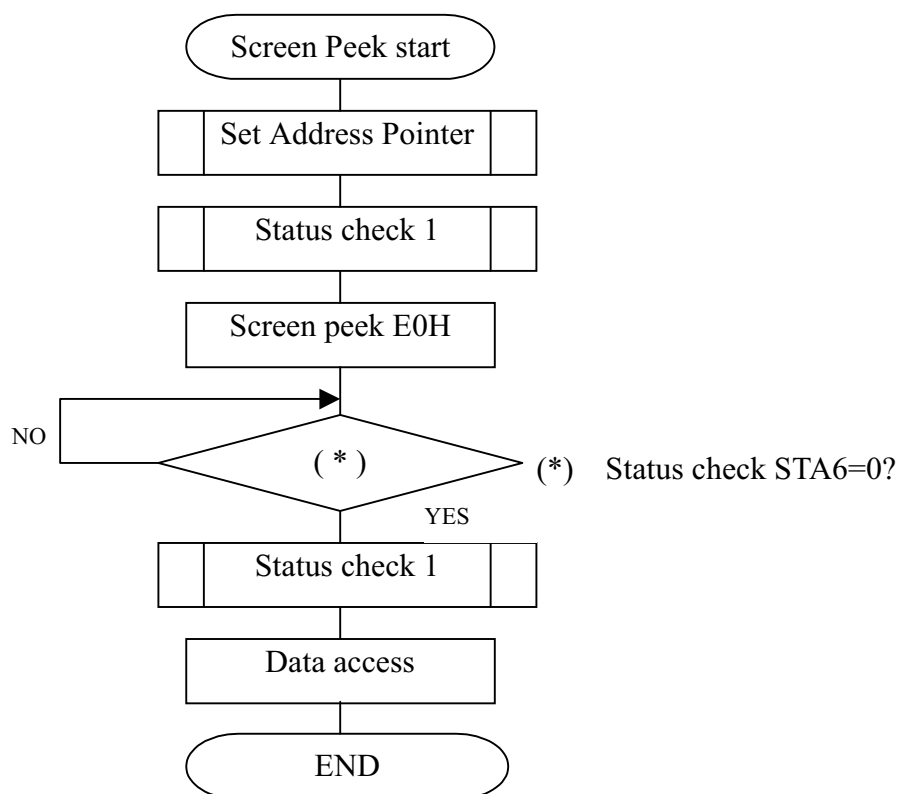 Screen Peek start
Set Address Pointer
Status check 1
Screen peek E0H
NO
( * )
(*) Status check STA6=0?
YES
Status check 1
Data access
END